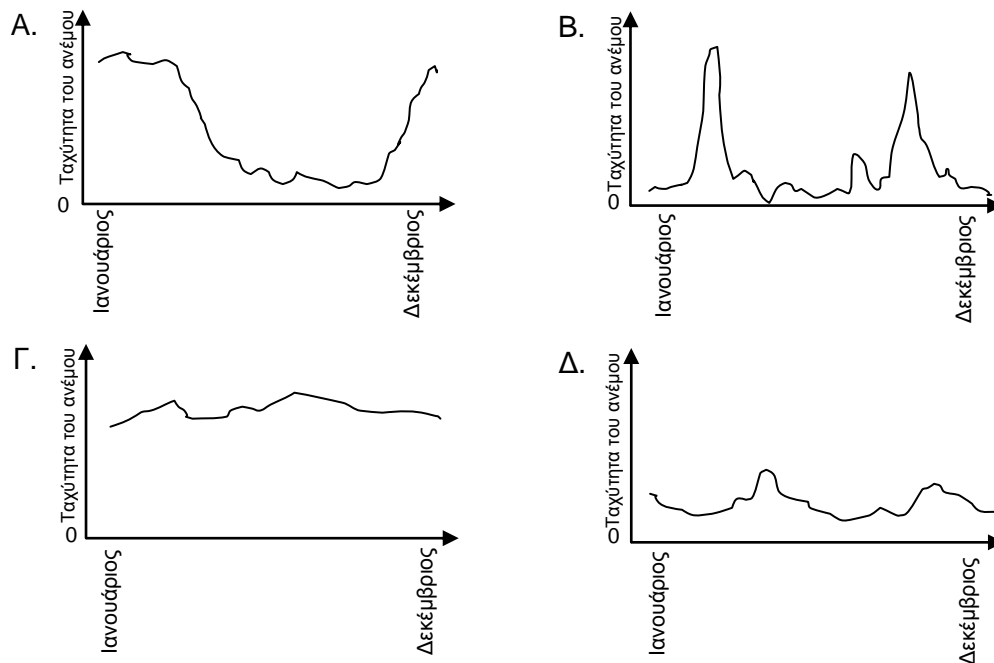 Α.
Ταχύτητα του ανέμου
0
Ιανουάριος
Δεκέμβριος
Β.
Ταχύτητα του ανέμου
0
Ιανουάριος
Δεκέμβριος
Γ.
Ταχύτητα του ανέμου
0
Ιανουάριος
Δεκέμβριος
Δ.
Ταχύτητα του ανέμου
0
Ιανουάριος
Δεκέμβριος